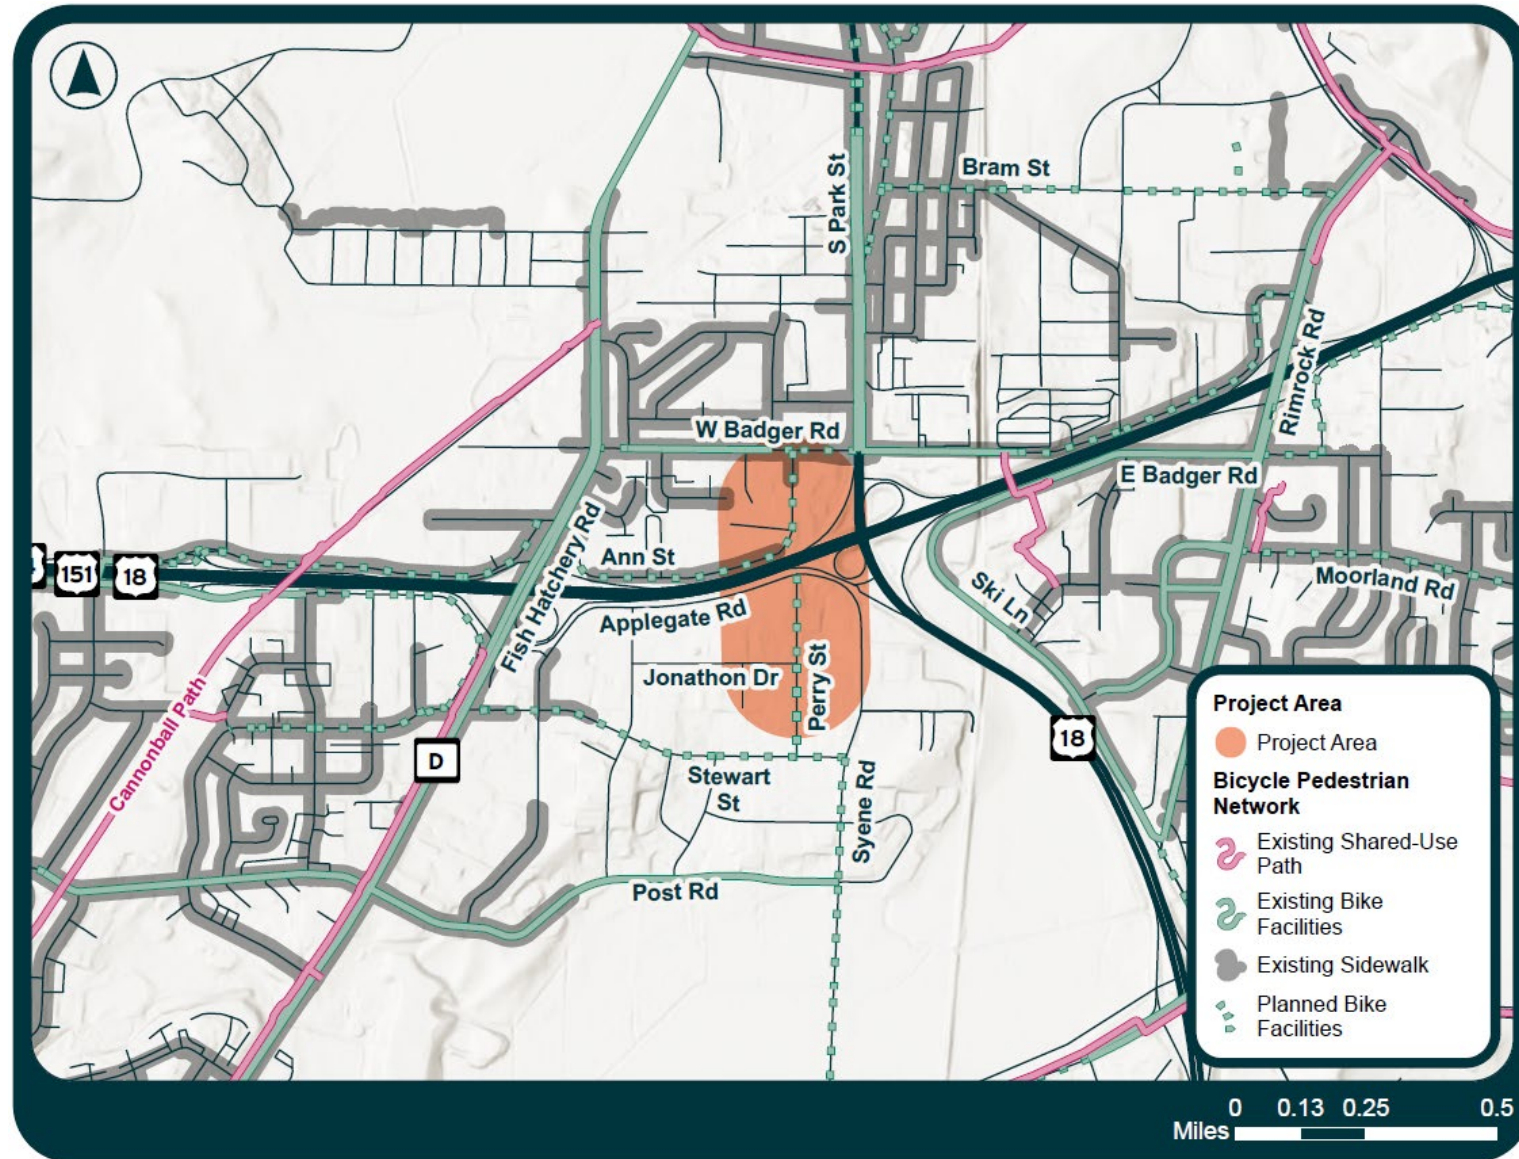 Bram St
S Park St
Rimrock Rd
W Badger Rd
E Badger Rd
Fish Hatchery Rd
Ann St
151
18
Ski Ln
Moorland Rd
Applegate Rd
Jonathon Dr
Perry St
Cannonball Path
18
D
Stewart
St
Syene Rd
Post Rd
Project Area
Project Area
Bicycle Pedestrian
Network
Existing Shared-Use
Path
Existing Bike
Facilities
Existing Sidewalk
Planned Bike
Facilities
0 0.13 0.25 0.5
Miles